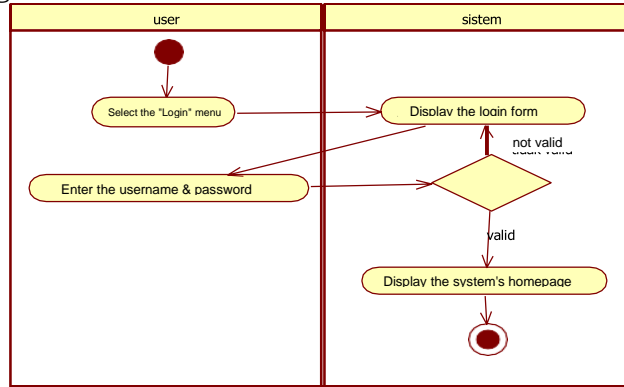 user
sistem
Select the "Login" menu
Display the login form
not valid
Enter the username & password
valid
Display the system's homepage